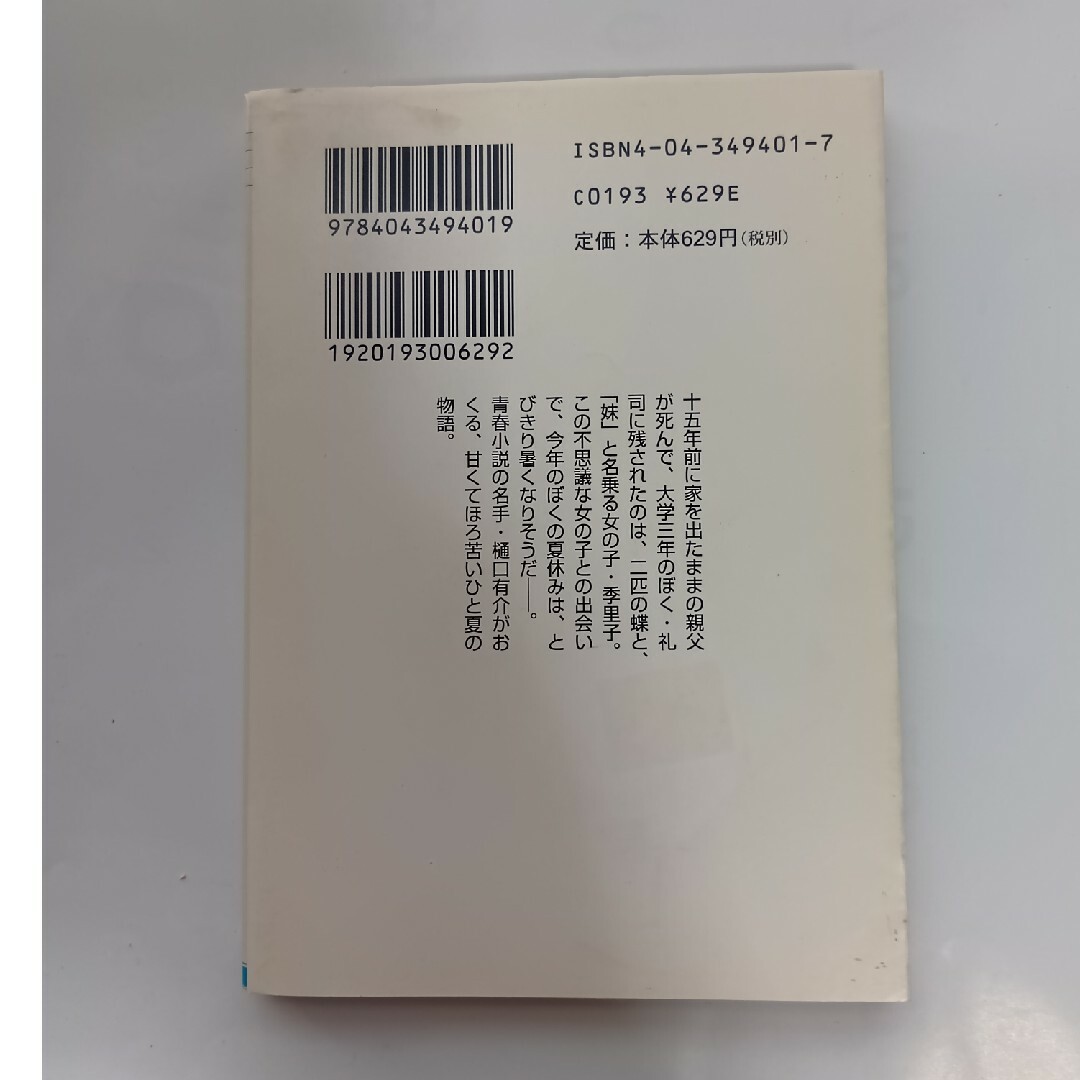 ISBN4-04-349401-7
C0193 ¥629E
定価：本体629円（税別）
9784043494019
1920193006292
十五年前に家を出たままの親父
が死んで、大学三年のぼく・礼
司に残されたのは、二匹の蝶と、
「妹」と名乗る女の子・季里子。
この不思議な女の子との出会い
で、今年のぼくの夏休みは、と
びきり暑くなりそうだ――。
青春小説の名手・樋口有介がお
くる、甘くてほろ苦いひと夏の
物語。